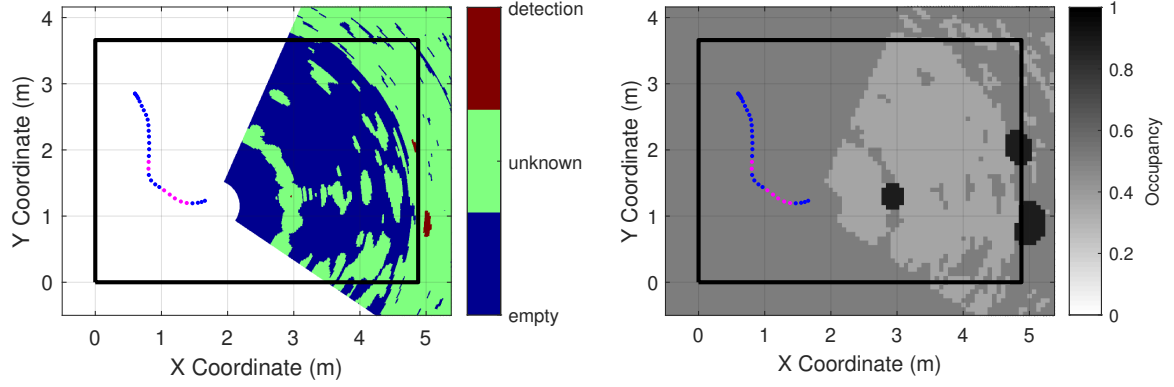 4
3
2
1
0
Y Coordinate (m)
0 1 2 3 4 5
X Coordinate (m)
detection
unknown
empty
4
3
2
1
0
Y Coordinate (m)
0 1 2 3 4 5
X Coordinate (m)
1
0.8
0.6
0.4
0.2
0
Occupancy